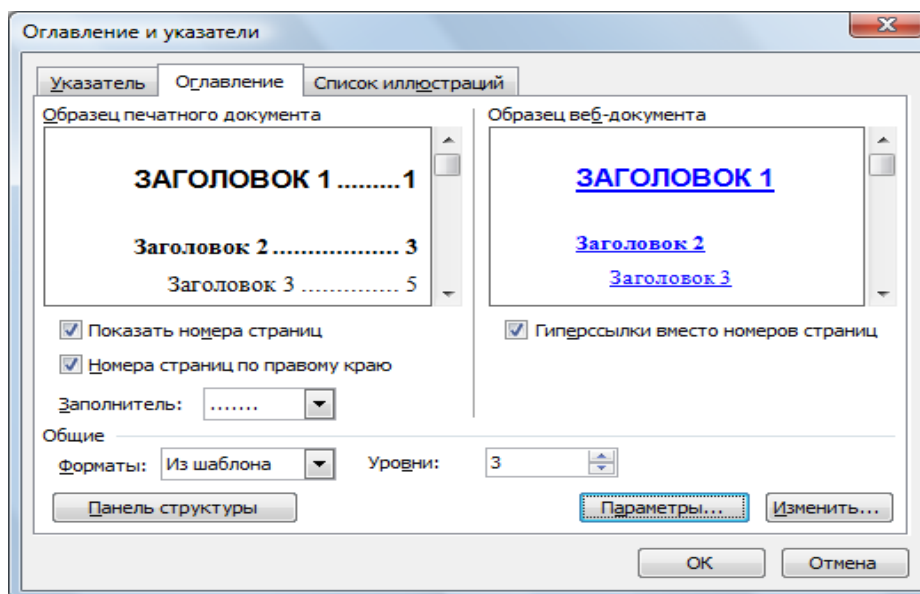 Оглавление и указатели
Указатель
Оглавление
Список иллюстраций
Образец печатного документа
ЗАГОЛОВОК 1.........1
Заголовок 2.................. 3
Заголовок 3 .............. 5
Показать номера страниц
Номера страниц по правому краю
Заполнитель: .......
Образец веб-документа
ЗАГОЛОВОК 1
Заголовок 2
Заголовок 3
Гиперссылки вместо номеров страниц
Общие
Форматы: Из шаблона Уровни: 3
Панель структуры Параметры... Изменить...
ОК Отмена